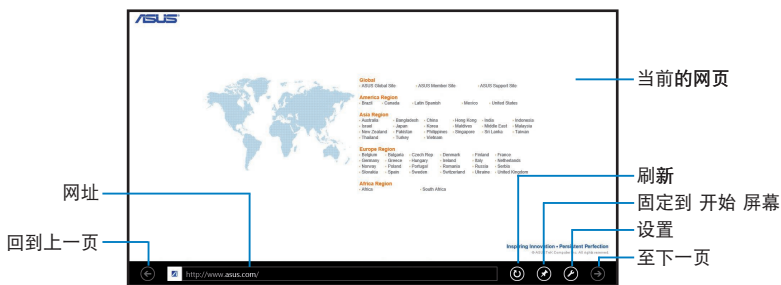 ASUS
Global
- ASUS Global Site - ASUS Member Site - ASUS Support Site
America Region
- Brazil - Canada - Latin Spanish - Mexico - United States
Asia Region
- Australia - Bangladesh - China - Hong Kong - India - Indonesia
- Israel - Japan - Korea - Maldives - Middle East - Malaysia
- New Zealand - Pakistan - Philippines - Singapore - Sri Lanka - Taiwan
- Thailand - Turkey - Vietnam
Europe Region
- Belgium - Bulgaria - Czech Rep - Denmark - Finland - France
- Germany - Greece - Hungary - Ireland - Italy - Netherlands
- Norway - Poland - Portugal - Romania - Russia - Serbia
- Slovakia - Spain - Sweden - Switzerland - Ukraine - United Kingdom
Africa Region
- Africa - South Africa
Inspiring Innovation • Persistent Perfection
http://www.asus.com/
当前的网页
刷新
固定到 开始 屏幕
设置
至下一页
网址
回到上一页